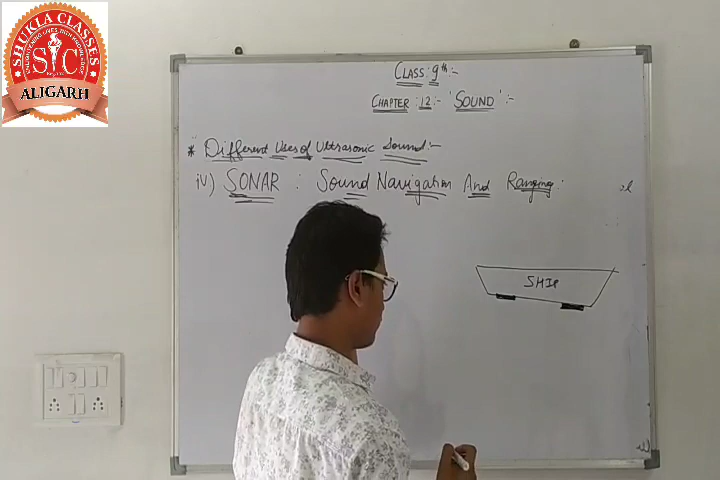 SHUKLA CLASSES
SC
ALIGARH
CLASS : 9th :-
CHAPTER : 12 :- 'SOUND' :-
* Different Uses of Ultrasonic Sound :-
iv) SONAR : Sound Navigation And Ranging.
SHIP